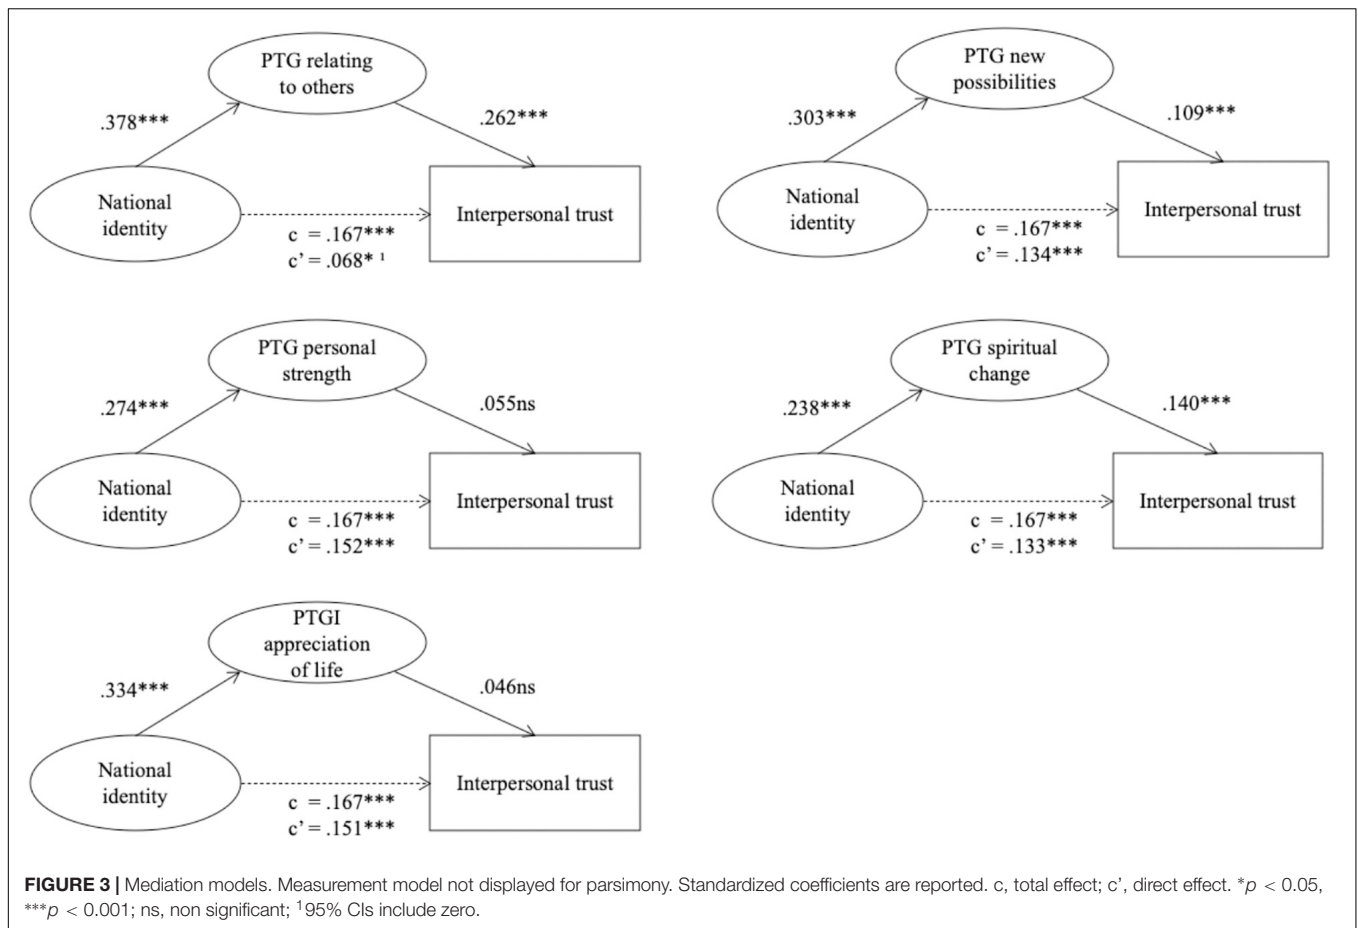 PTG relating
to others
.378***
.262***
National
identity
Interpersonal trust
c = .167***
c’ = .068* ¹
PTG new
possibilities
.303***
.109***
National
identity
Interpersonal trust
c = .167***
c’ = .134***
PTG personal
strength
.274***
.055ns
National
identity
Interpersonal trust
c = .167***
c’ = .152***
PTG spiritual
change
.238***
.140***
National
identity
Interpersonal trust
c = .167***
c’ = .133***
PTGI
appreciation
of life
.334***
.046ns
National
identity
Interpersonal trust
c = .167***
c’ = .151***
FIGURE 3 | Mediation models. Measurement model not displayed for parsimony. Standardized coefficients are reported. c, total effect; c’, direct effect. *p < 0.05,
***p < 0.001; ns, non significant; ¹95% CIs include zero.